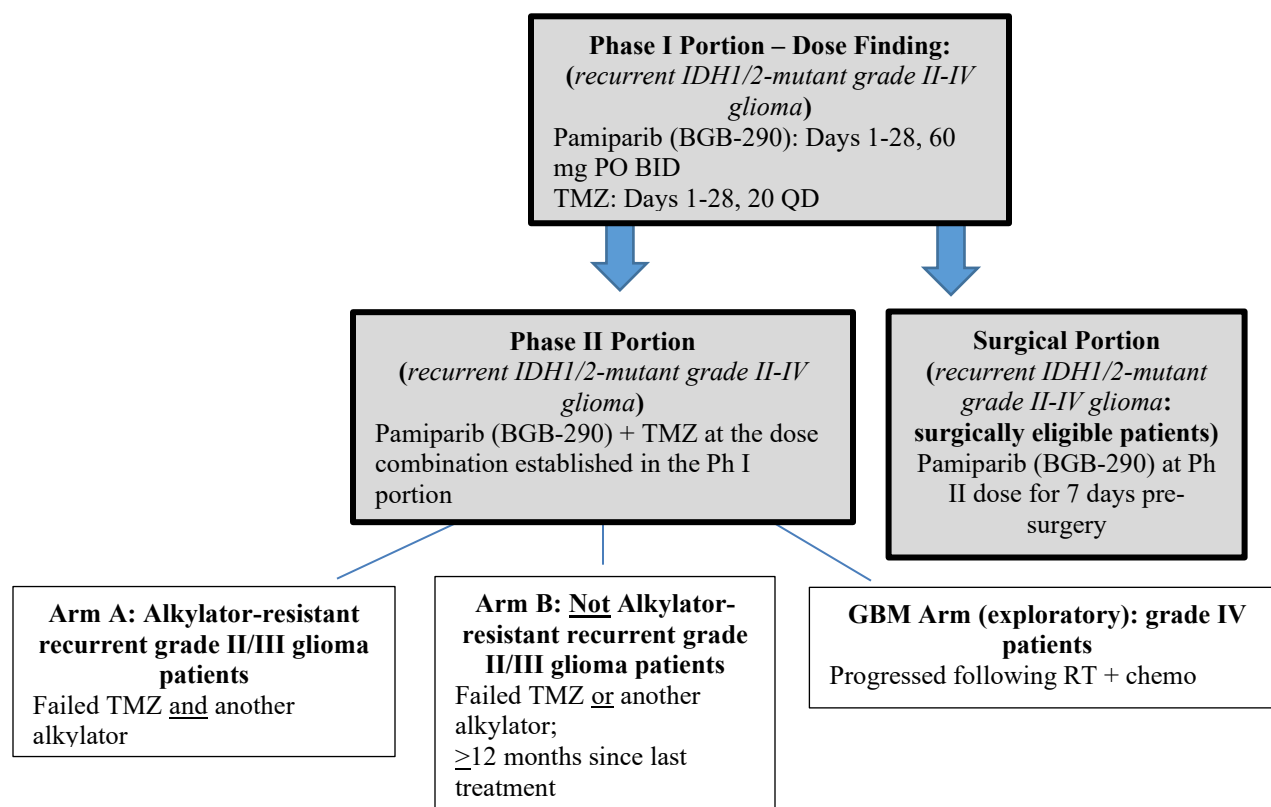 Phase I Portion – Dose Finding:
(recurrent IDH1/2-mutant grade II-IV
glioma)
Pamiparib (BGB-290): Days 1-28, 60
mg PO BID
TMZ: Days 1-28, 20 QD
Phase II Portion
(recurrent IDH1/2-mutant grade II-IV
glioma)
Pamiparib (BGB-290) + TMZ at the dose
combination established in the Ph I
portion
Surgical Portion
(recurrent IDH1/2-mutant
grade II-IV glioma:
surgically eligible patients)
Pamiparib (BGB-290) at Ph
II dose for 7 days pre-
surgery
Arm A: Alkylator-resistant
recurrent grade II/III glioma
patients
Failed TMZ and another
alkylator
Arm B: Not Alkylator-
resistant recurrent grade
II/III glioma patients
Failed TMZ or another
alkylator;
≥12 months since last
treatment
GBM Arm (exploratory): grade IV
patients
Progressed following RT + chemo